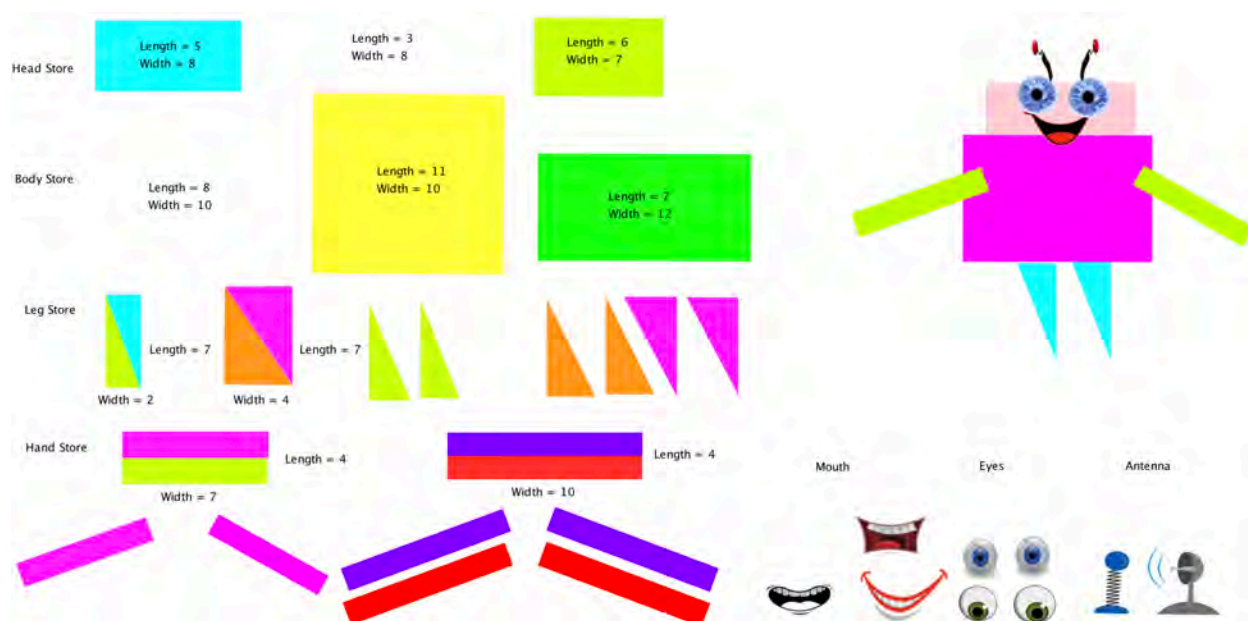 Head Store
Length = 5
Width = 8
Length = 3
Width = 8
Length = 6
Width = 7
Body Store
Length = 8
Width = 10
Length = 11
Width = 10
Length = 2
Width = 12
Leg Store
Length = 7
Width = 2
Length = 7
Width = 4
Hand Store
Length = 4
Width = 7
Length = 4
Width = 10
Mouth
Eyes
Antenna